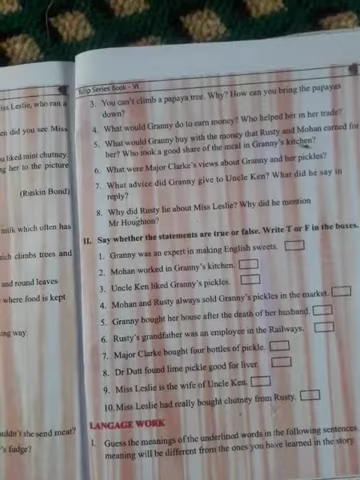 iss Leslie, who ran a
en did you see Miss
u liked mint chutney.
ng her to the picture
(Ruskin Bond)
milk which often has
ich climbs trees and
and round leaves
where food is kept
ing way.
uldn't she send meat?
's fudge?
Tulip Series Book - VI
3. You can't climb a papaya tree. Why? How can you bring the papayas
down?
4. What would Granny do to earn money? Who helped her in her trade?
5. What would Granny buy with the money that Rusty and Mohan earned for
her? Who took a good share of the meal in Granny's kitchen?
6. What were Major Clarke's views about Granny and her pickles?
7. What advice did Granny give to Uncle Ken? What did he say in
reply?
8. Why did Rusty lie about Miss Leslie? Why did he mention
Mr Houghton?
II. Say whether the statements are true or false. Write T or F in the boxes.
1. Granny was an expert in making English sweets.
2. Mohan worked in Granny's kitchen.
3. Uncle Ken liked Granny's pickles.
4. Mohan and Rusty always sold Granny's pickles in the market.
5. Granny bought her house after the death of her husband.
6. Rusty's grandfather was an employee in the Railways.
7. Major Clarke bought four bottles of pickle.
8. Dr Dutt found lime pickle good for liver.
9. Miss Leslie is the wife of Uncle Ken.
10. Miss Leslie had really bought chutney from Rusty.
LANGAGE WORK
I. Guess the meanings of the underlined words in the following sentences
meaning will be different from the ones you have learned in the story.